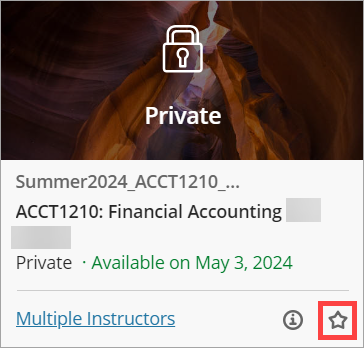 Private
Summer2024_ACCT1210_...
ACCT1210: Financial Accounting
Private · Available on May 3, 2024
Multiple Instructors